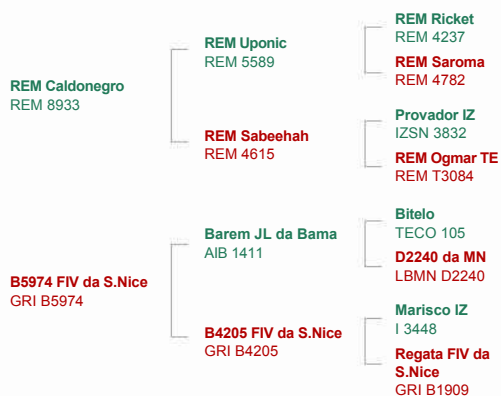 REM Caldonegro
REM 8933
B5974 FIV da S.Nice
GRI B5974
REM Uponic
REM 5589
REM Sabeehah
REM 4615
Barem JL da Bama
AIB 1411
B4205 FIV da S.Nice
GRI B4205
REM Ricket
REM 4237
REM Saroma
REM 4782
Provador IZ
IZSN 3832
REM Ogmar TE
REM T3084
Bitelo
TECO 105
D2240 da MN
LBMN D2240
Marisco IZ
I 3448
Regata FIV da
S.Nice
GRI B1909